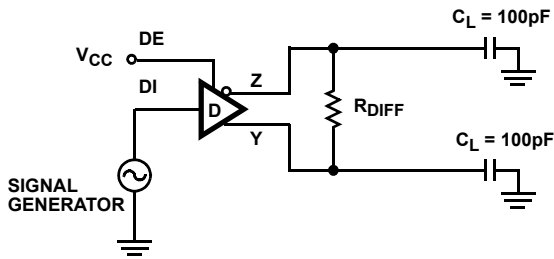 C_L = 100pF
V_CC
DE
DI
D
Z
Y
R_DIFF
C_L = 100pF
SIGNAL
GENERATOR